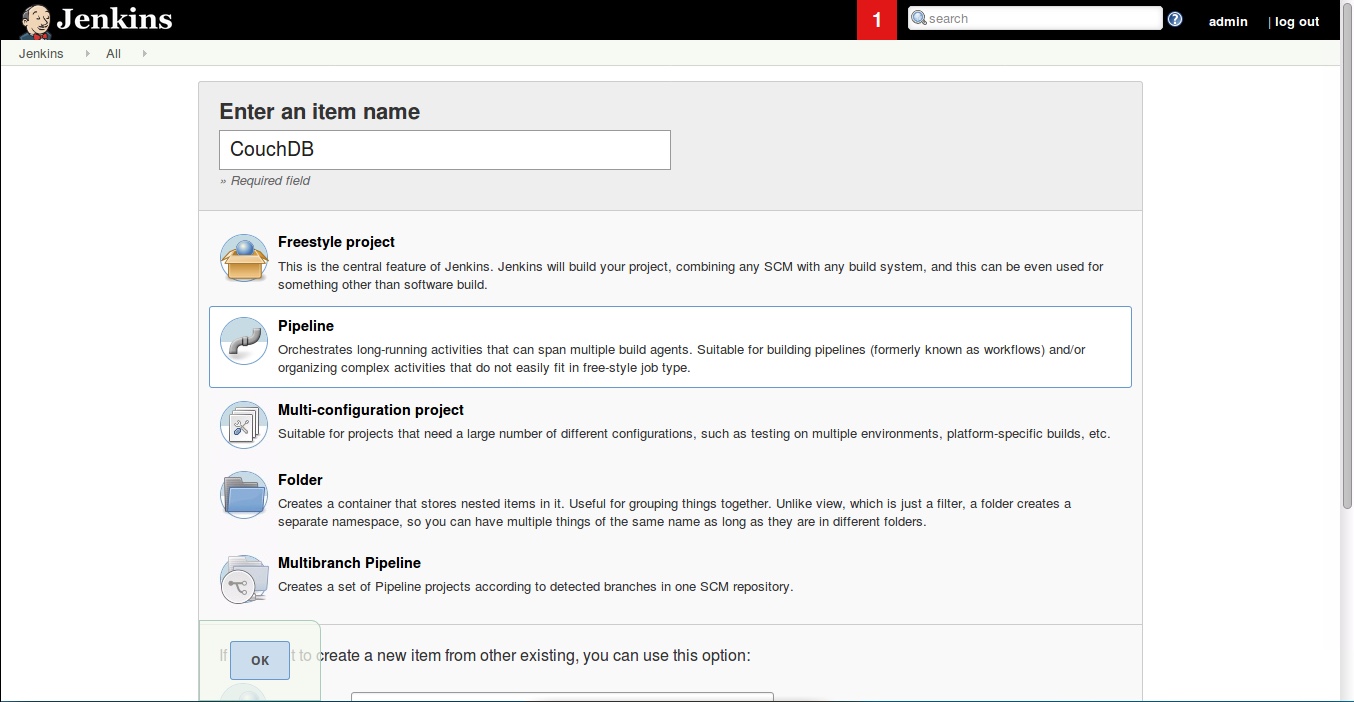 Jenkins
1
search
?
admin
| log out
Jenkins
All
Enter an item name
CouchDB
» Required field
Freestyle project
This is the central feature of Jenkins. Jenkins will build your project, combining any SCM with any build system, and this can be even used for
something other than software build.
Pipeline
Orchestrates long-running activities that can span multiple build agents. Suitable for building pipelines (formerly known as workflows) and/or
organizing complex activities that do not easily fit in free-style job type.
Multi-configuration project
Suitable for projects that need a large number of different configurations, such as testing on multiple environments, platform-specific builds, etc.
Folder
Creates a container that stores nested items in it. Useful for grouping things together. Unlike view, which is just a filter, a folder creates a
separate namespace, so you can have multiple things of the same name as long as they are in different folders.
Multibranch Pipeline
Creates a set of Pipeline projects according to detected branches in one SCM repository.
If t to create a new item from other existing, you can use this option:
OK